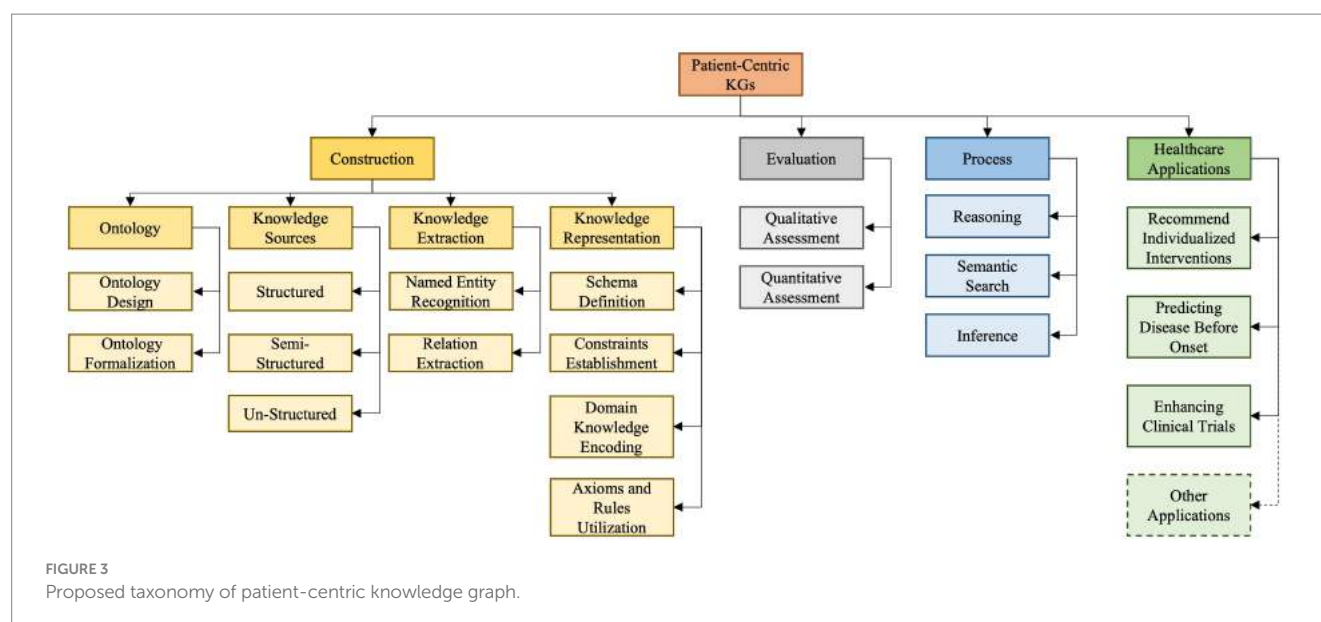 Patient-Centric
KGs
Construction
Evaluation
Process
Healthcare
Applications
Ontology
Knowledge
Sources
Knowledge
Extraction
Knowledge
Representation
Qualitative
Assessment
Reasoning
Recommend
Individualized
Interventions
Ontology
Design
Structured
Named Entity
Recognition
Schema
Definition
Quantitative
Assessment
Semantic
Search
Predicting
Disease Before
Onset
Ontology
Formalization
Semi-
Structured
Relation
Extraction
Constraints
Establishment
Inference
Un-Structured
Domain
Knowledge
Encoding
Enhancing
Clinical Trials
Axioms and
Rules
Utilization
Other
Applications
FIGURE 3
Proposed taxonomy of patient-centric knowledge graph.